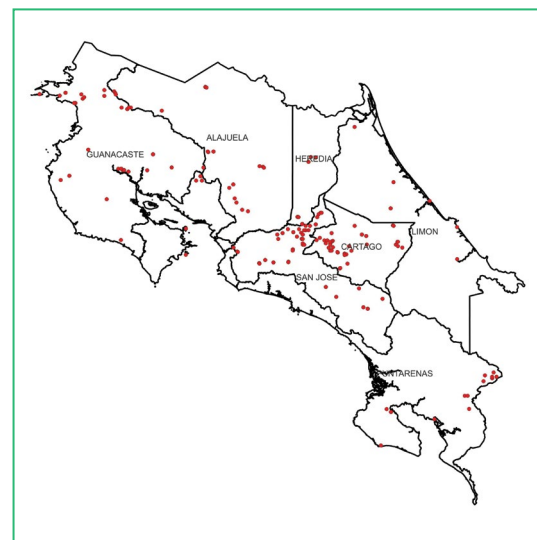 ALAJUELA
GUANACASTE
HEREDIA
LIMON
CARTAGO
SAN JOSE
PUNTARENAS